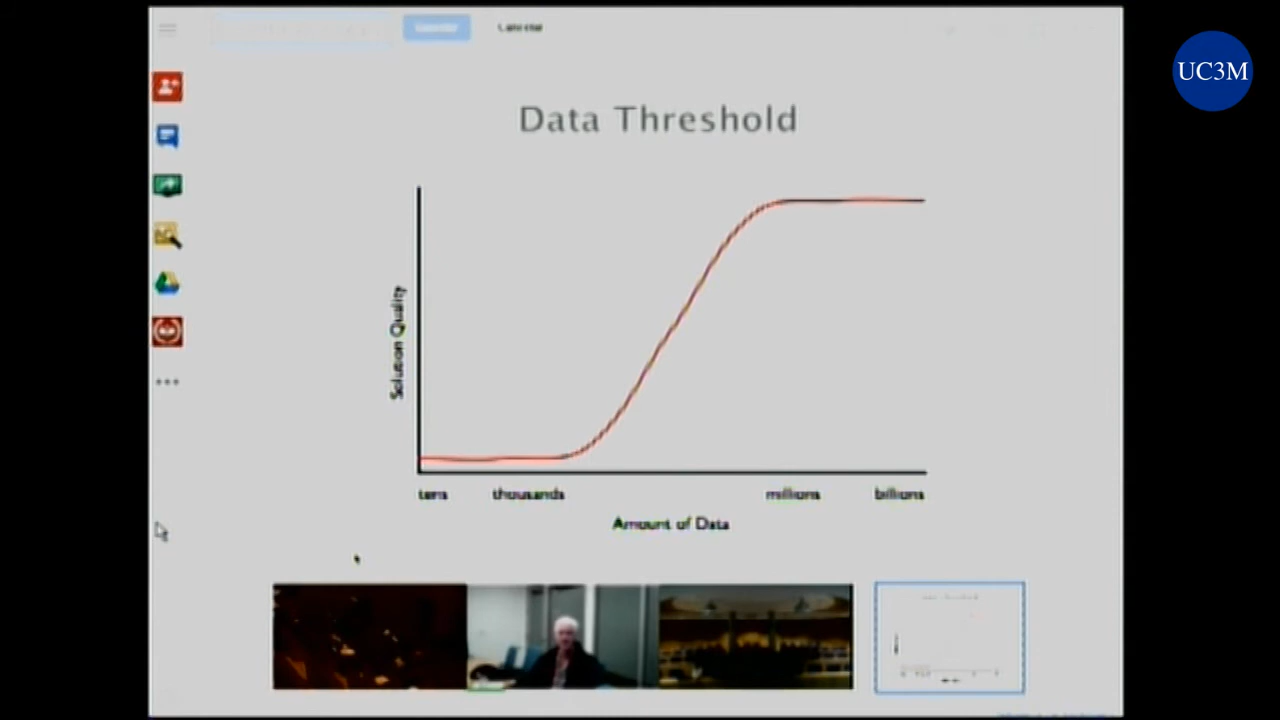 UC3M
Data Threshold
Solution Quality
tens thousands millions billions
Amount of Data